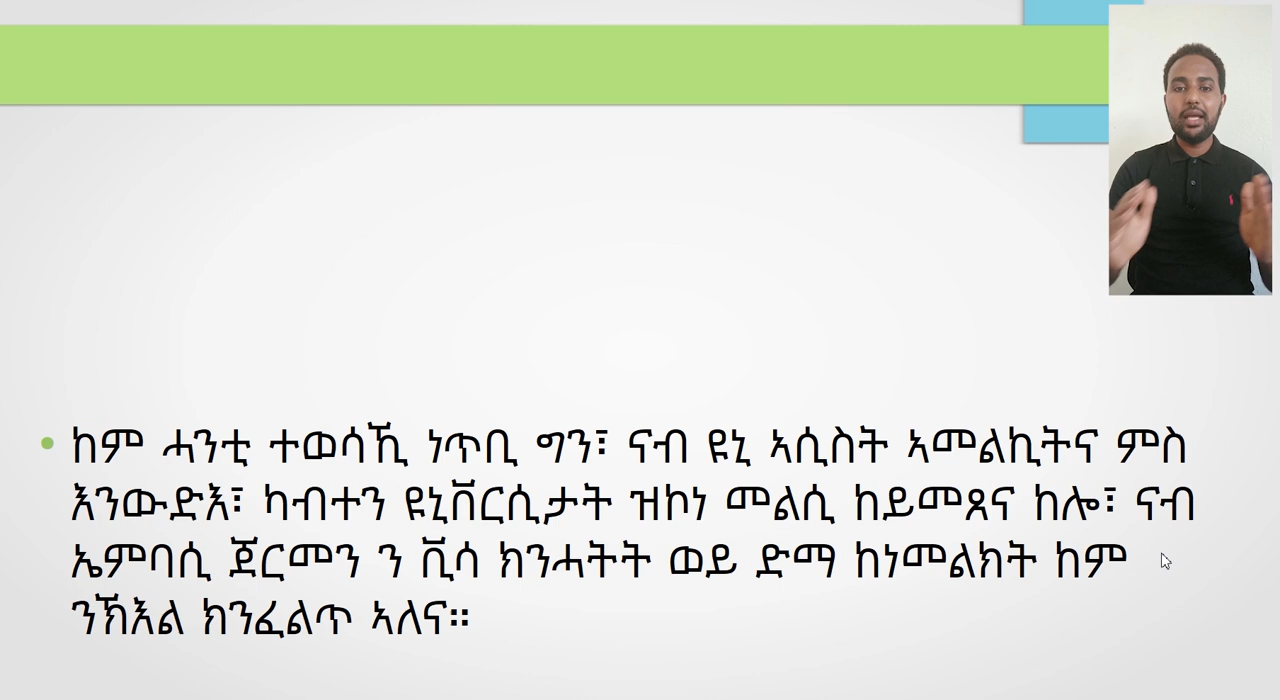 ከም ሓንቲ ተወሳኺ ነጥቢ ግን፣ ናብ ዩኒ ኣሲስት ኣመልኪትና ምስ
እንውድእ፣ ካብተን ዩኒቨርሲታት ዝኮነ መልሲ ከይመጸና ከሎ፣ ናብ
ኤምባሲ ጀርመን ን ቪሳ ክንሓትት ወይ ድማ ከነመልክት ከም
ንኽእል ክንፈልጥ ኣለና።